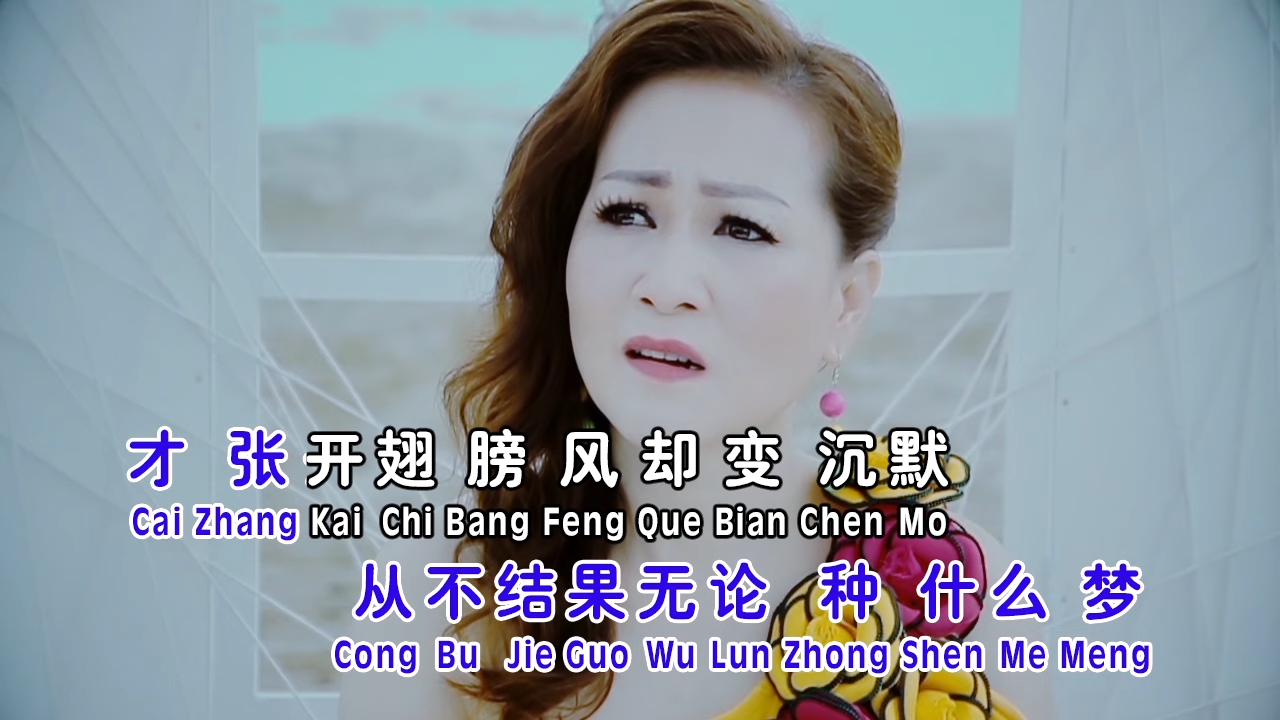 才 张开翅 膀 风 却 变 沉默
Cai Zhang Kai Chi Bang Feng Que Bian Chen Mo
从不结果无论 种 什么 梦
Cong Bu Jie Guo Wu Lun Zhong Shen Me Meng